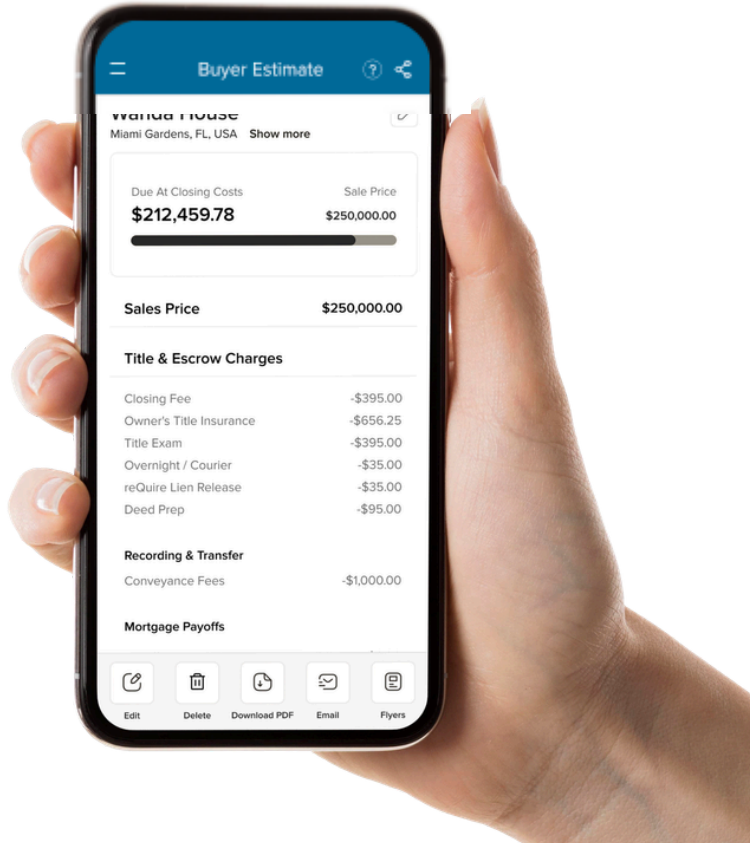 Buyer Estimate
Wanda House
Miami Gardens, FL, USA Show more
Due At Closing Costs Sale Price
$212,459.78 $250,000.00
Sales Price $250,000.00
Title & Escrow Charges
Closing Fee -$395.00
Owner's Title Insurance -$656.25
Title Exam -$395.00
Overnight / Courier -$35.00
reQuire Lien Release -$35.00
Deed Prep -$95.00
Recording & Transfer
Conveyance Fees -$1,000.00
Mortgage Payoffs
Edit Delete Download PDF Email Flyers